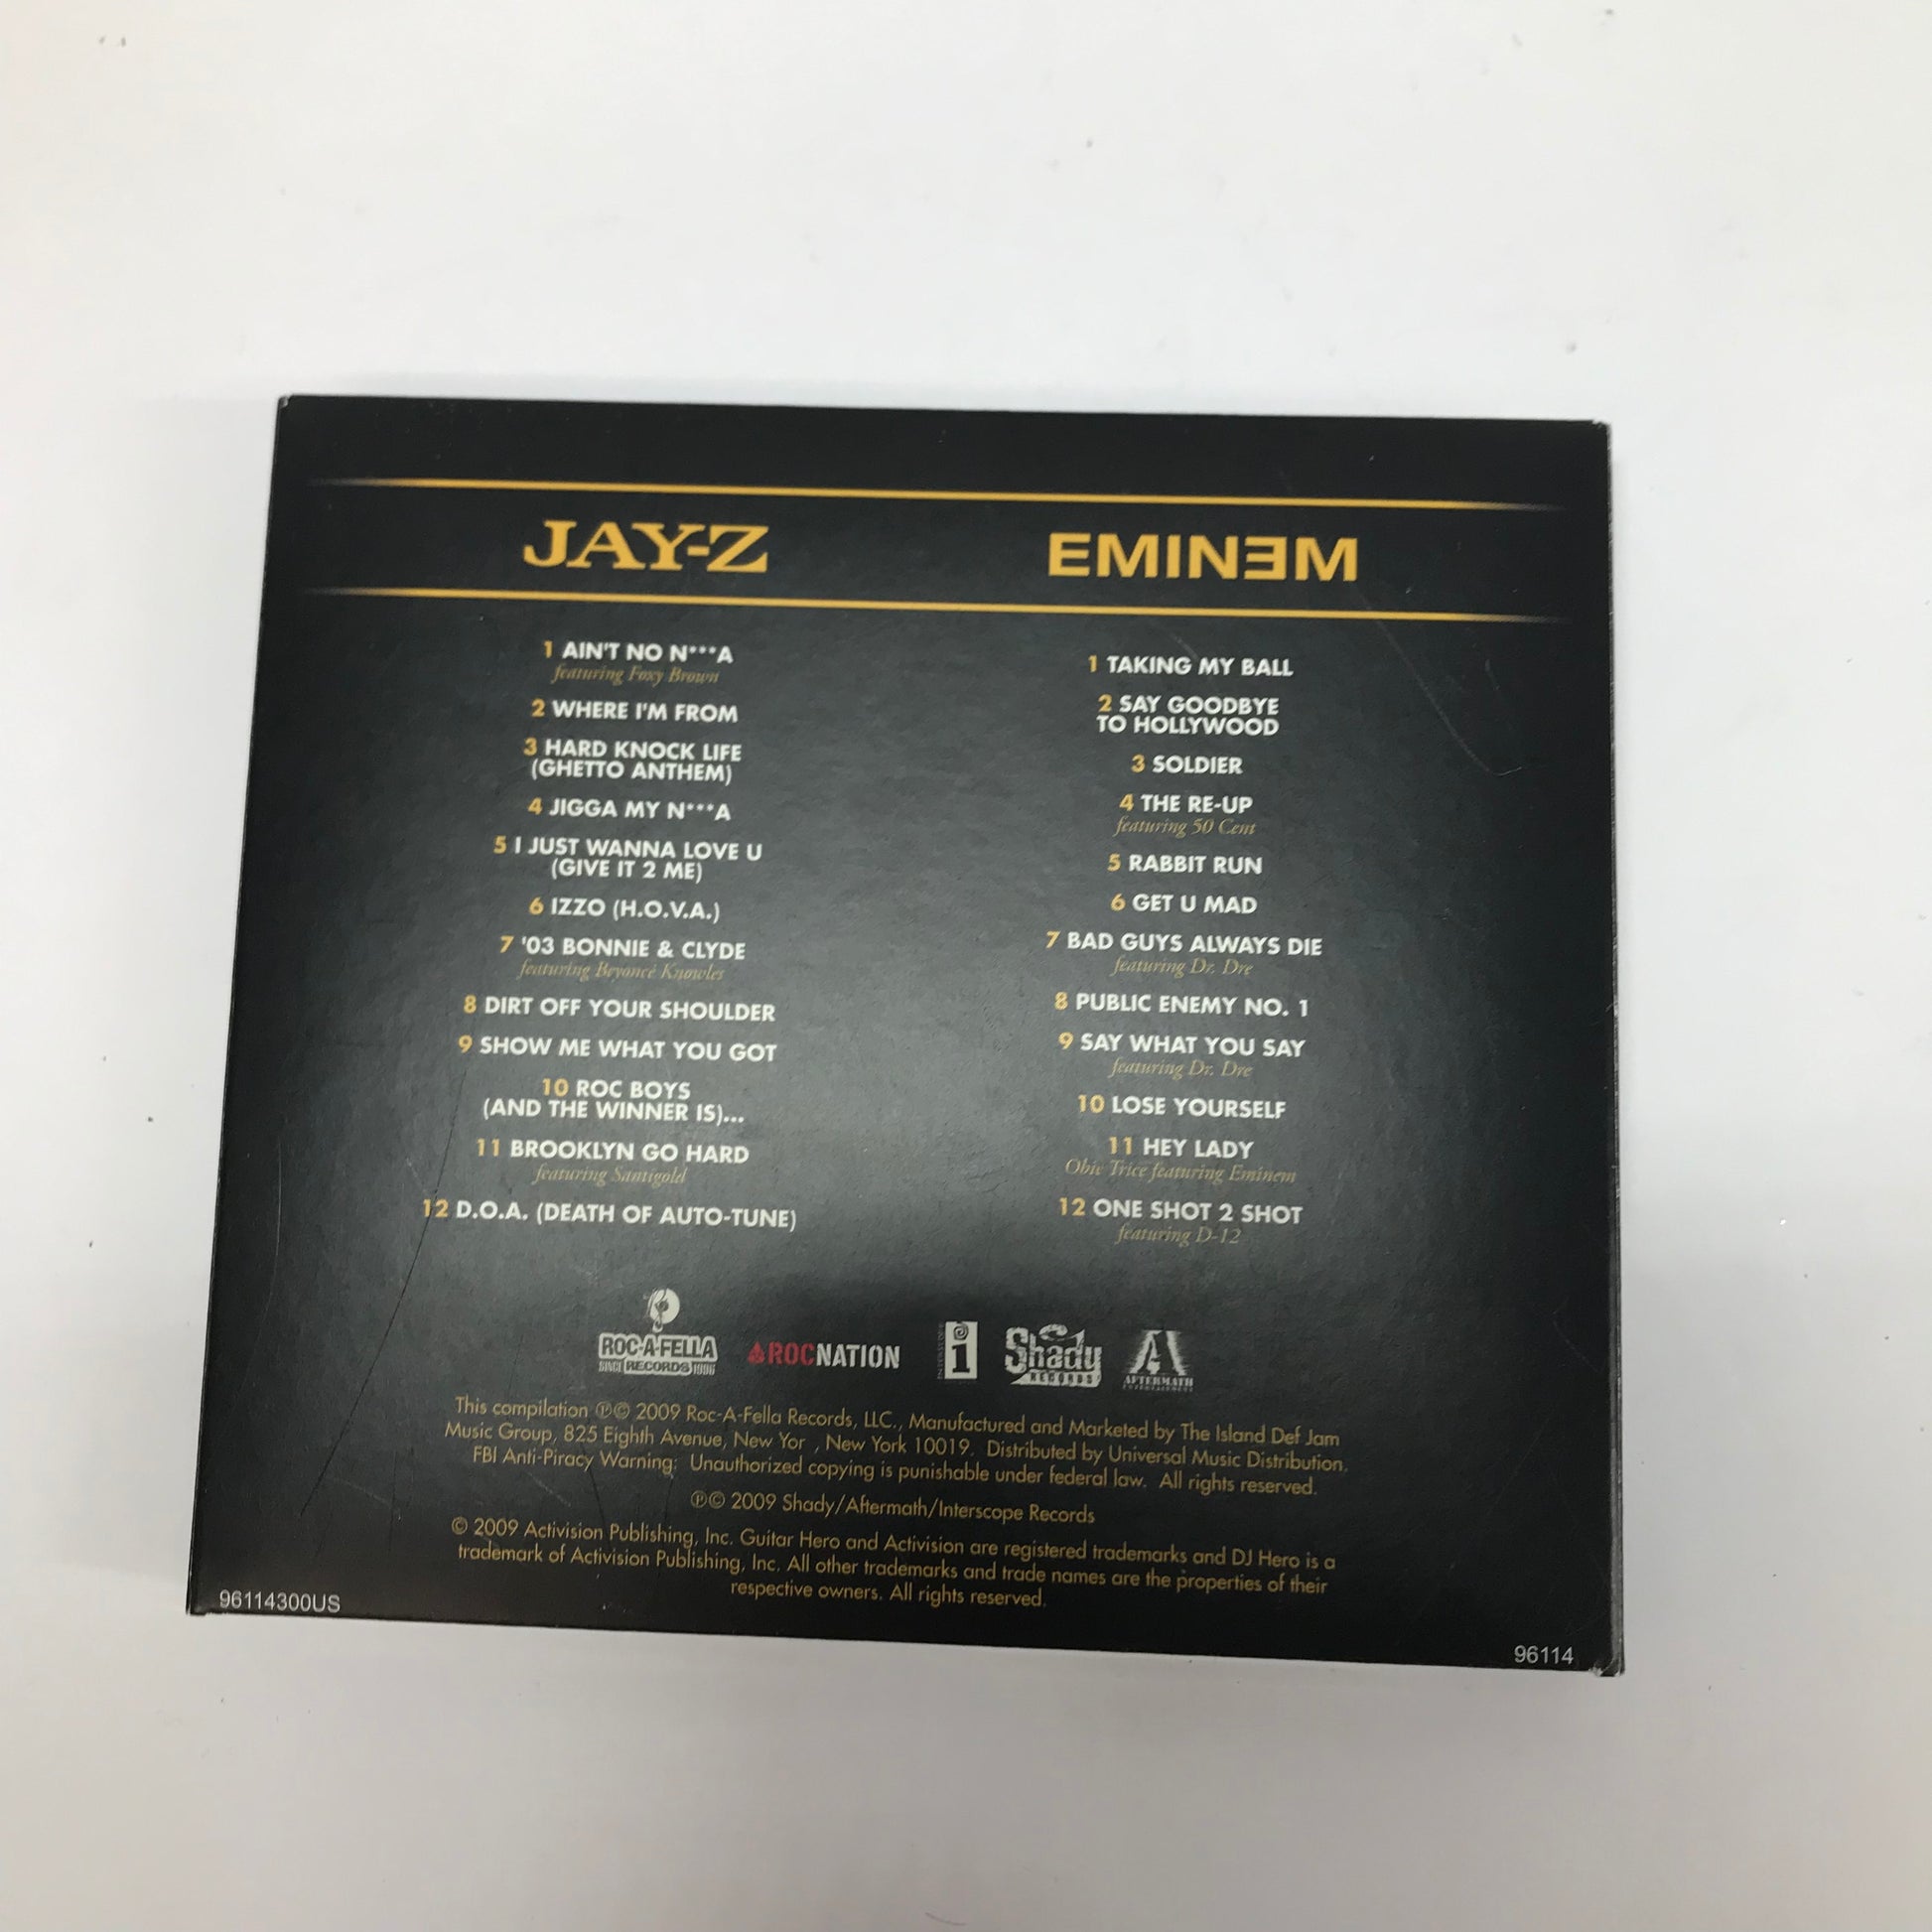 JAY-Z
1 AIN'T NO N***A
featuring Foxy Brown
2 WHERE I'M FROM
3 HARD KNOCK LIFE
(GHETTO ANTHEM)
4 JIGGA MY N***A
5 I JUST WANNA LOVE U
(GIVE IT 2 ME)
6 IZZO (H.O.V.A.)
7 '03 BONNIE & CLYDE
featuring Beyoncé Knowles
8 DIRT OFF YOUR SHOULDER
9 SHOW ME WHAT YOU GOT
10 ROC BOYS
(AND THE WINNER IS)...
11 BROOKLYN GO HARD
featuring Santigold
12 D.O.A. (DEATH OF AUTO-TUNE)
EMINƎM
1 TAKING MY BALL
2 SAY GOODBYE
TO HOLLYWOOD
3 SOLDIER
4 THE RE-UP
featuring 50 Cent
5 RABBIT RUN
6 GET U MAD
7 BAD GUYS ALWAYS DIE
featuring Dr. Dre
8 PUBLIC ENEMY NO. 1
9 SAY WHAT YOU SAY
featuring Dr. Dre
10 LOSE YOURSELF
11 HEY LADY
Obie Trice featuring Eminem
12 ONE SHOT 2 SHOT
featuring D-12
ROC-A-FELLA
SINCE RECORDS 1996
ROCNATION
i
Shady
RECORDS
AFTERMATH
ENTERTAINMENT
This compilation ℗© 2009 Roc-A-Fella Records, LLC., Manufactured and Marketed by The Island Def Jam
Music Group, 825 Eighth Avenue, New Yor , New York 10019. Distributed by Universal Music Distribution.
FBI Anti-Piracy Warning: Unauthorized copying is punishable under federal law. All rights reserved.
℗© 2009 Shady/Aftermath/Interscope Records
© 2009 Activision Publishing, Inc. Guitar Hero and Activision are registered trademarks and DJ Hero is a
trademark of Activision Publishing, Inc. All other trademarks and trade names are the properties of their
respective owners. All rights reserved.
96114300US
96114